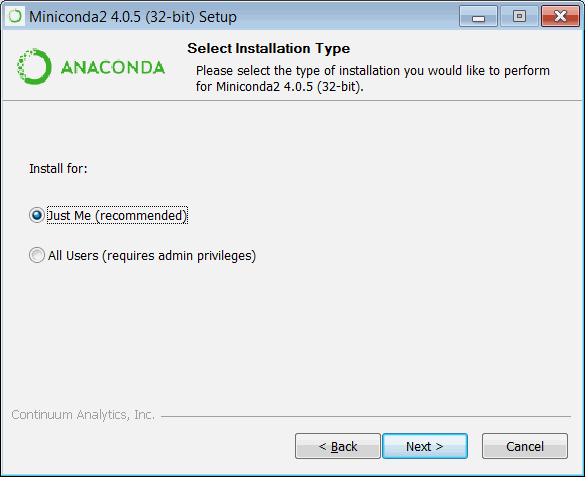 Miniconda2 4.0.5 (32-bit) Setup
ANACONDA
Select Installation Type
Please select the type of installation you would like to perform
for Miniconda2 4.0.5 (32-bit).
Install for:
Just Me (recommended)
All Users (requires admin privileges)
Continuum Analytics, Inc.
< Back
Next >
Cancel